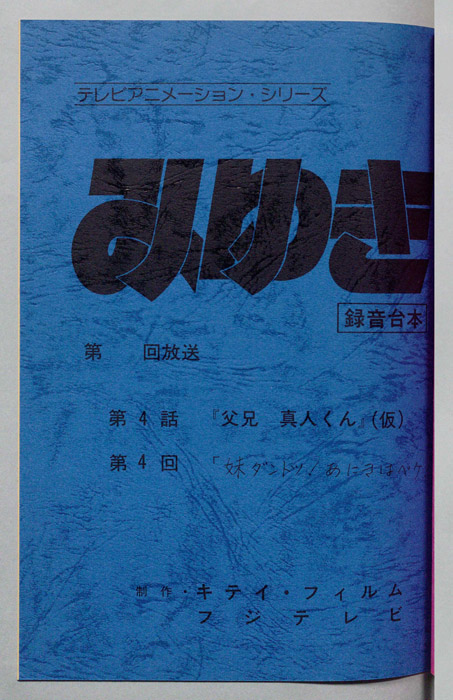 テレビアニメーション・シリーズ
みゆき
録音台本
第　　回放送
第 4 話　『父兄　真人くん』(仮)
第 4 回　「妹ダントツ！あにきはバケ
制作・キティ・フィルム
フジテレビ